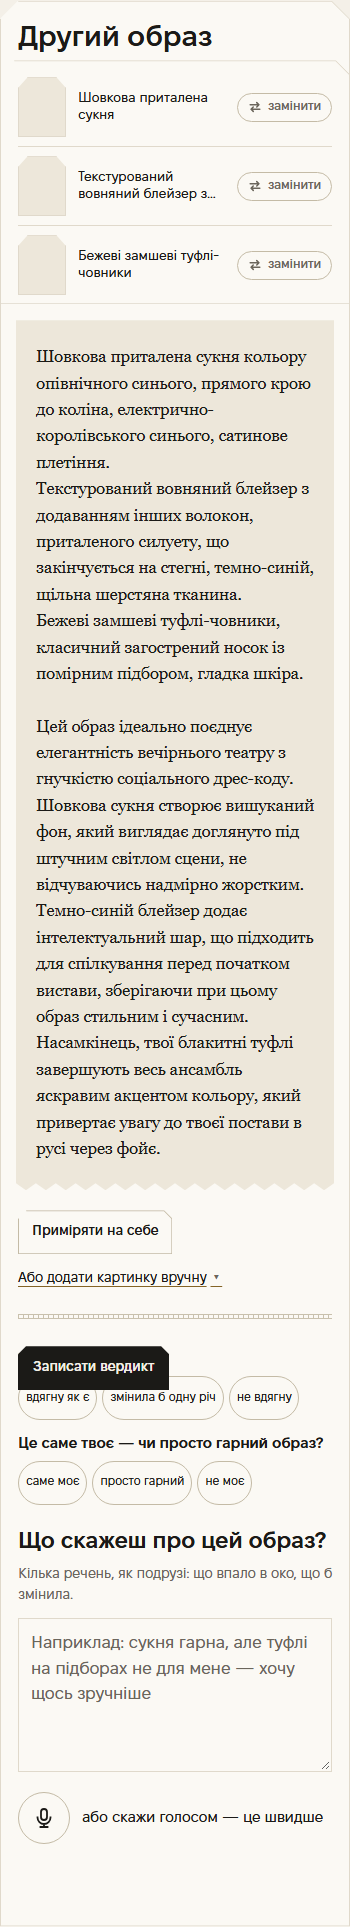 Другий образ
Шовкова приталена
сукня
замінити
Текстурований
вовняний блейзер з...
замінити
Бежеві замшеві туфлі-
човники
замінити
Шовкова приталена сукня кольору
опівнічного синього, прямого крою
до коліна, електрично-
королівського синього, сатинове
плетіння.
Текстурований вовняний блейзер з
додаванням інших волокон,
приталеного силуету, що
закінчується на стегні, темно-синій,
щільна шерстяна тканина.
Бежеві замшеві туфлі-човники,
класичний загострений носок із
помірним підбором, гладка шкіра.
Цей образ ідеально поєднує
елегантність вечірнього театру з
гнучкістю соціального дрес-коду.
Шовкова сукня створює вишуканий
фон, який виглядає доглянуто під
штучним світлом сцени, не
відчуваючись надмірно жорстким.
Темно-синій блейзер додає
інтелектуальний шар, що підходить
для спілкування перед початком
вистави, зберігаючи при цьому
образ стильним і сучасним.
Насамкінець, твої блакитні туфлі
завершують весь ансамбль
яскравим акцентом кольору, який
привертає увагу до твоєї постави в
русі через фойє.
Приміряти на себе
Або додати картинку вручну
Записати вердикт
вдягну як є
змінила б одну річ
не вдягну
Це саме твоє — чи просто гарний образ?
саме моє
просто гарний
не моє
Що скажеш про цей образ?
Кілька речень, як подрузі: що впало в око, що б
змінила.
Наприклад: сукня гарна, але туфлі
на підборах не для мене — хочу
щось зручніше
або скажи голосом — це швидше